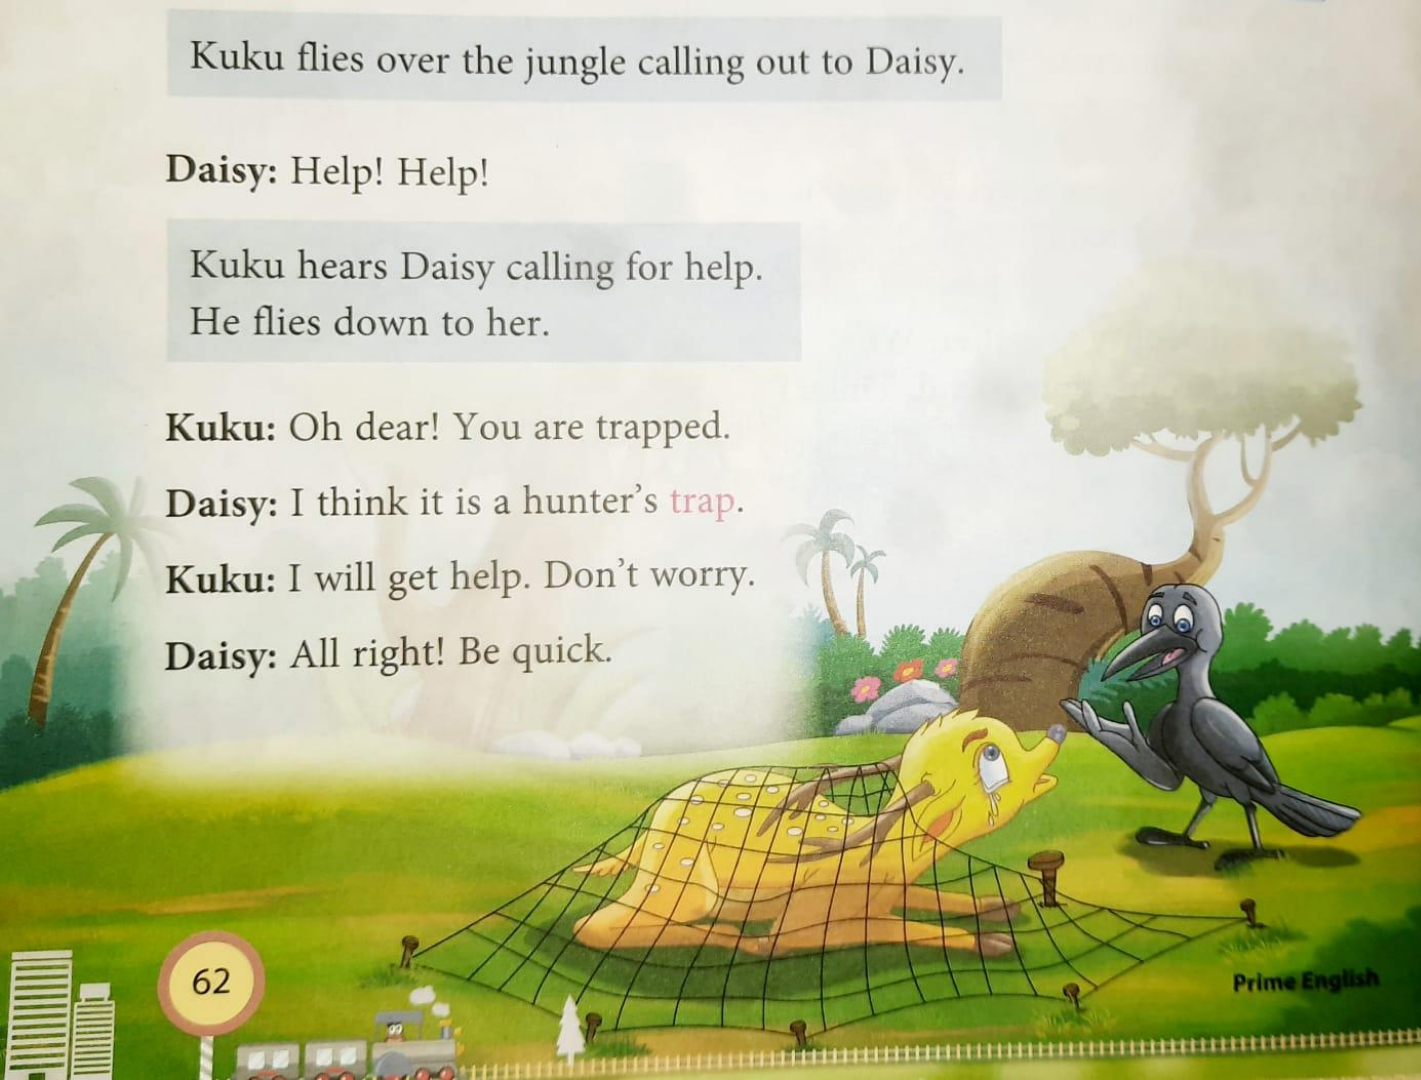 Kuku flies over the jungle calling out to Daisy.
Daisy: Help! Help!
Kuku hears Daisy calling for help.
He flies down to her.
Kuku: Oh dear! You are trapped.
Daisy: I think it is a hunter's trap.
Kuku: I will get help. Don't worry.
Daisy: All right! Be quick.
62
Prime English